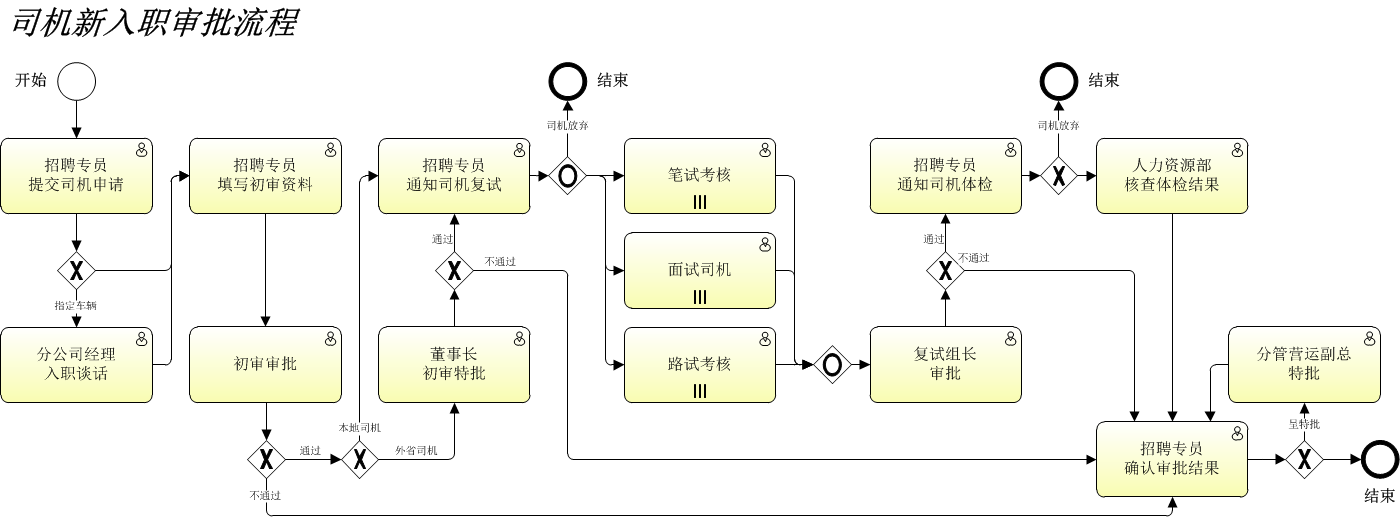 司机新入职审批流程
开始
结束
结束
司机放弃
司机放弃
招聘专员
提交司机申请
招聘专员
填写初审资料
招聘专员
通知司机复试
笔试考核
招聘专员
通知司机体检
人力资源部
核查体检结果
通过
通过
不通过
不通过
面试司机
指定车辆
分公司经理
入职谈话
初审审批
董事长
初审特批
路试考核
复试组长
审批
分管营运副总
特批
本地司机
呈特批
通过
外省司机
招聘专员
确认审批结果
不通过
结束